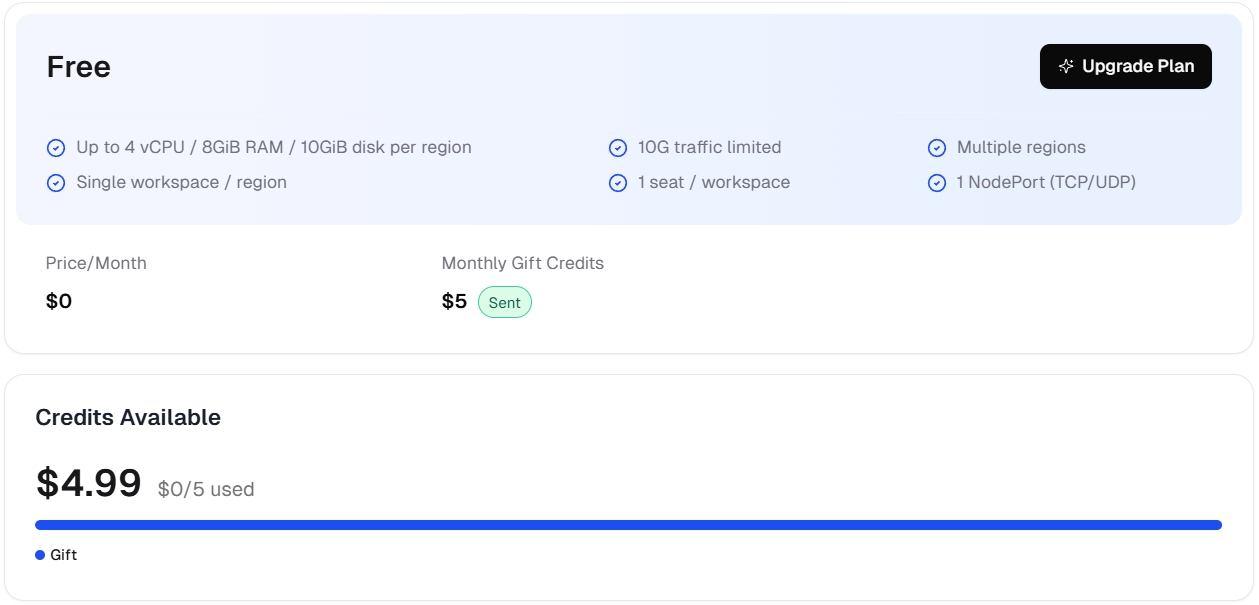 Free
Upgrade Plan
Up to 4 vCPU / 8GiB RAM / 10GiB disk per region
10G traffic limited
Multiple regions
Single workspace / region
1 seat / workspace
1 NodePort (TCP/UDP)
Price/Month
Monthly Gift Credits
$0
$5 Sent
Credits Available
$4.99 $0/5 used
Gift